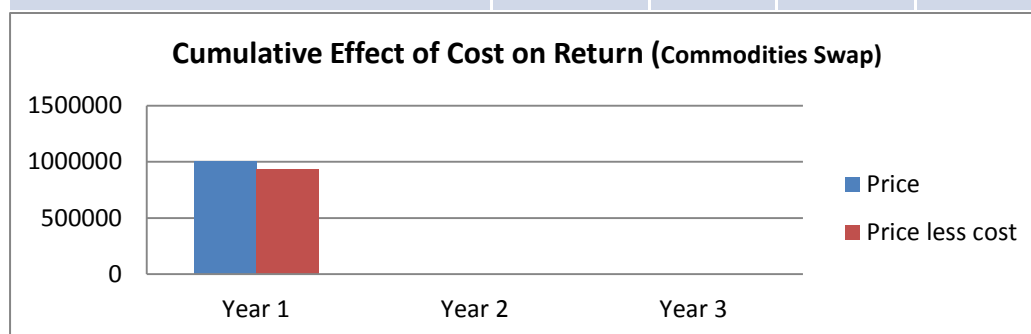 Cumulative Effect of Cost on Return (Commodities Swap)
1500000
1000000
500000
0
Year 1 Year 2 Year 3
Price
Price less cost